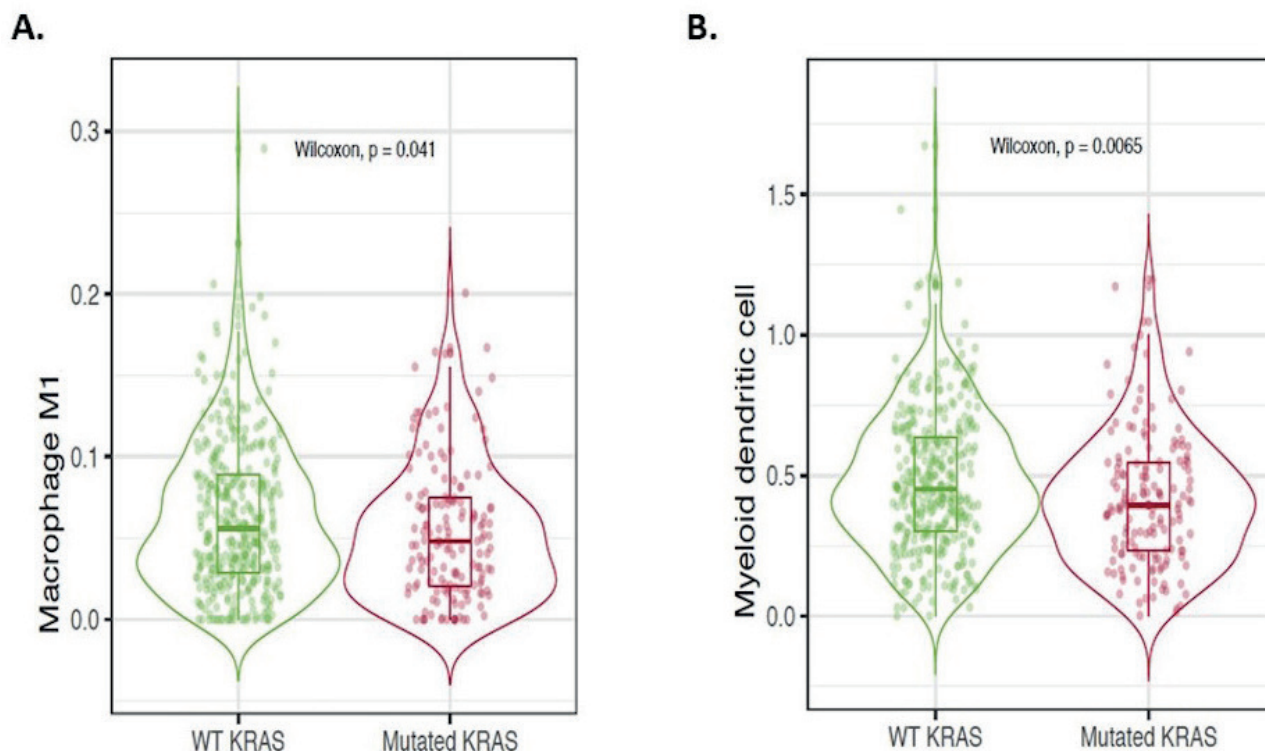 A.
Macrophage M1
0.3
0.2
0.1
0.0
Wilcoxon, p = 0.041
WT KRAS
Mutated KRAS
B.
Myeloid dendritic cell
1.5
1.0
0.5
0.0
Wilcoxon, p = 0.0065
WT KRAS
Mutated KRAS